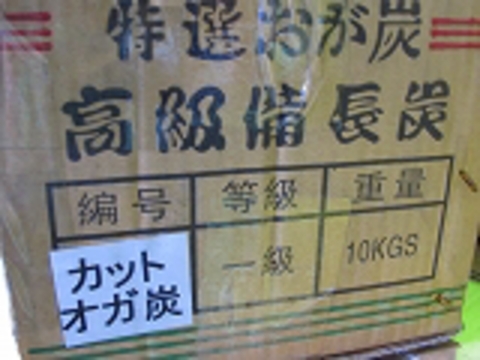 特選おが炭
高級備長炭
編号 等級 重量
カット
オガ炭
一級 10KGS